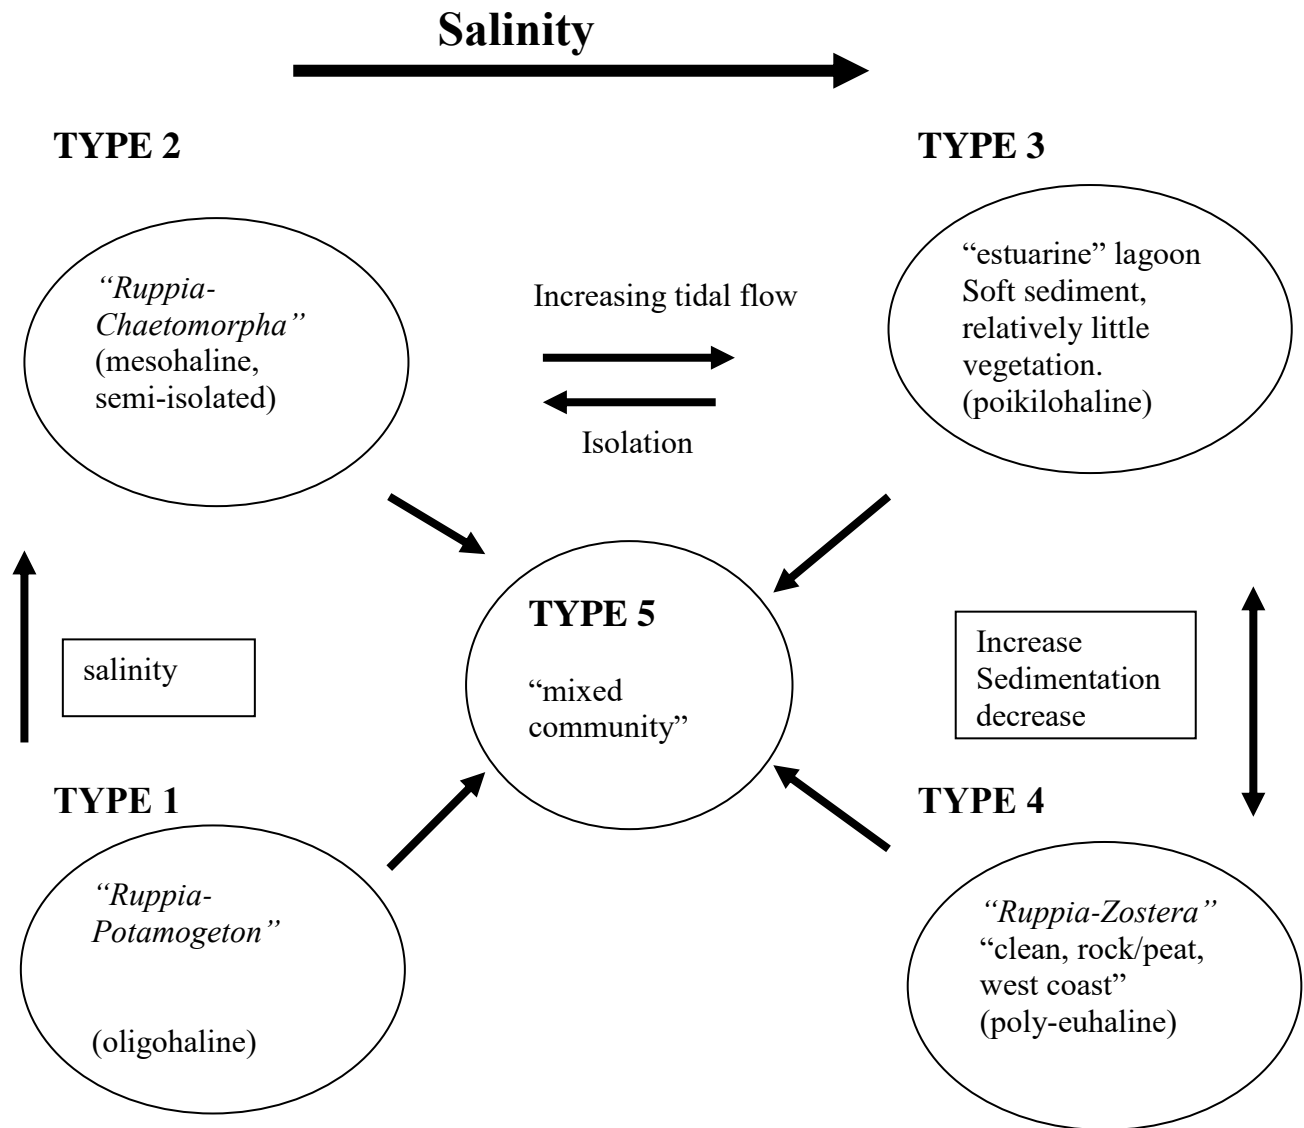 Salinity
TYPE 2
TYPE 3
“Ruppia-
Chaetomorpha”
(mesohaline,
semi-isolated)
Increasing tidal flow
Isolation
“estuarine” lagoon
Soft sediment,
relatively little
vegetation.
(poikilohaline)
TYPE 5
“mixed
community”
salinity
Increase
Sedimentation
decrease
TYPE 1
“Ruppia-
Potamogeton”
(oligohaline)
TYPE 4
“Ruppia-Zostera”
“clean, rock/peat,
west coast”
(poly-euhaline)